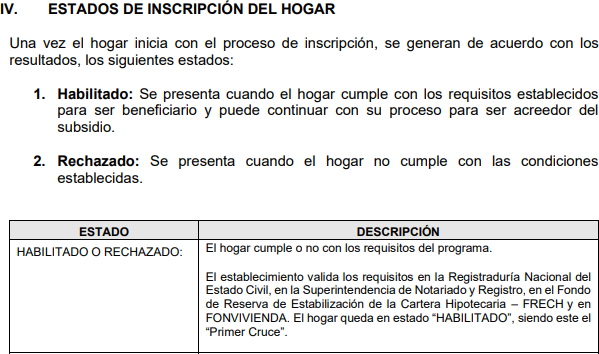 IV. ESTADOS DE INSCRIPCIÓN DEL HOGAR
Una vez el hogar inicia con el proceso de inscripción, se generan de acuerdo con los
resultados, los siguientes estados:
1. Habilitado: Se presenta cuando el hogar cumple con los requisitos establecidos
para ser beneficiario y puede continuar con su proceso para ser acreedor del
subsidio.
2. Rechazado: Se presenta cuando el hogar no cumple con las condiciones
establecidas.
ESTADO DESCRIPCIÓN
HABILITADO O RECHAZADO: El hogar cumple o no con los requisitos del programa.
El establecimiento valida los requisitos en la Registraduría Nacional del
Estado Civil, en la Superintendencia de Notariado y Registro, en el Fondo
de Reserva de Estabilización de la Cartera Hipotecaria – FRECH y en
FONVIVIENDA. El hogar queda en estado “HABILITADO”, siendo este el
“Primer Cruce”.